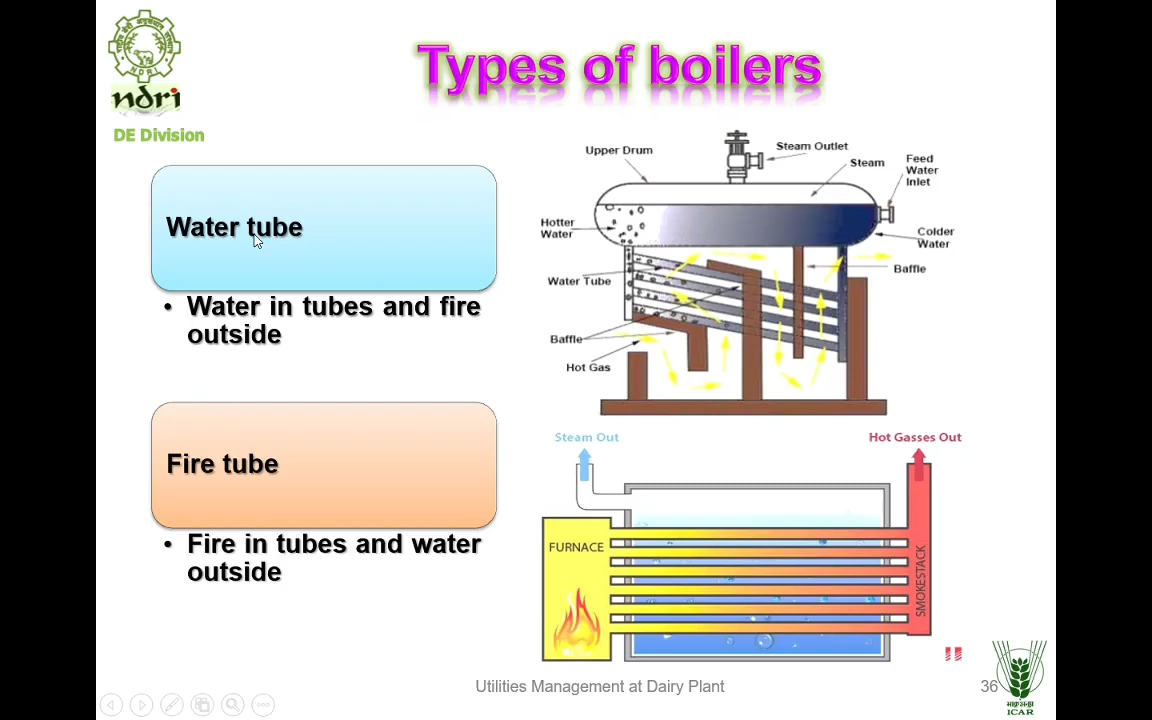 Types of boilers
ndri
DE Division
Water tube
• Water in tubes and fire
outside
Fire tube
• Fire in tubes and water
outside
Upper Drum
Steam Outlet
Steam
Feed
Water
Inlet
Hotter
Water
Colder
Water
Baffle
Water Tube
Baffle
Hot Gas
Steam Out
Hot Gasses Out
FURNACE
SMOKESTACK
Utilities Management at Dairy Plant
36
ICAR